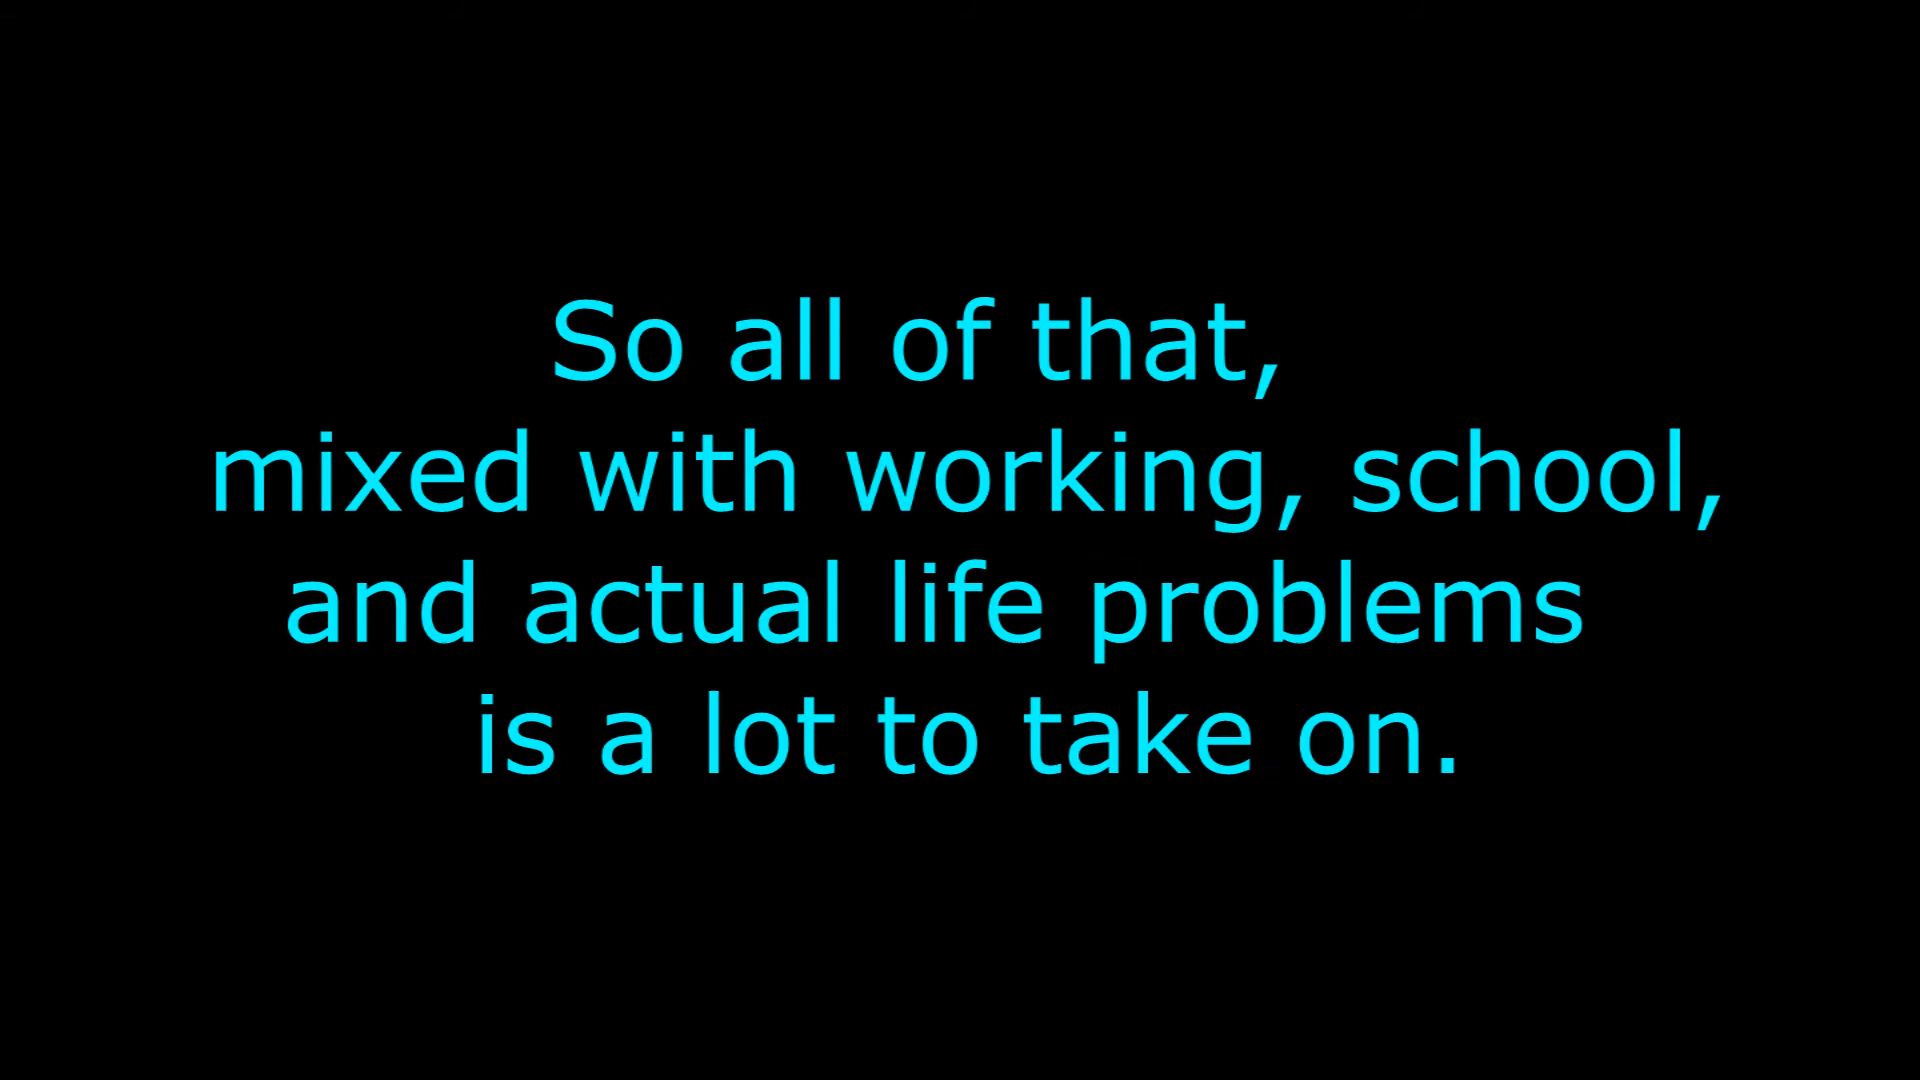 So all of that,
mixed with working, school,
and actual life problems
is a lot to take on.